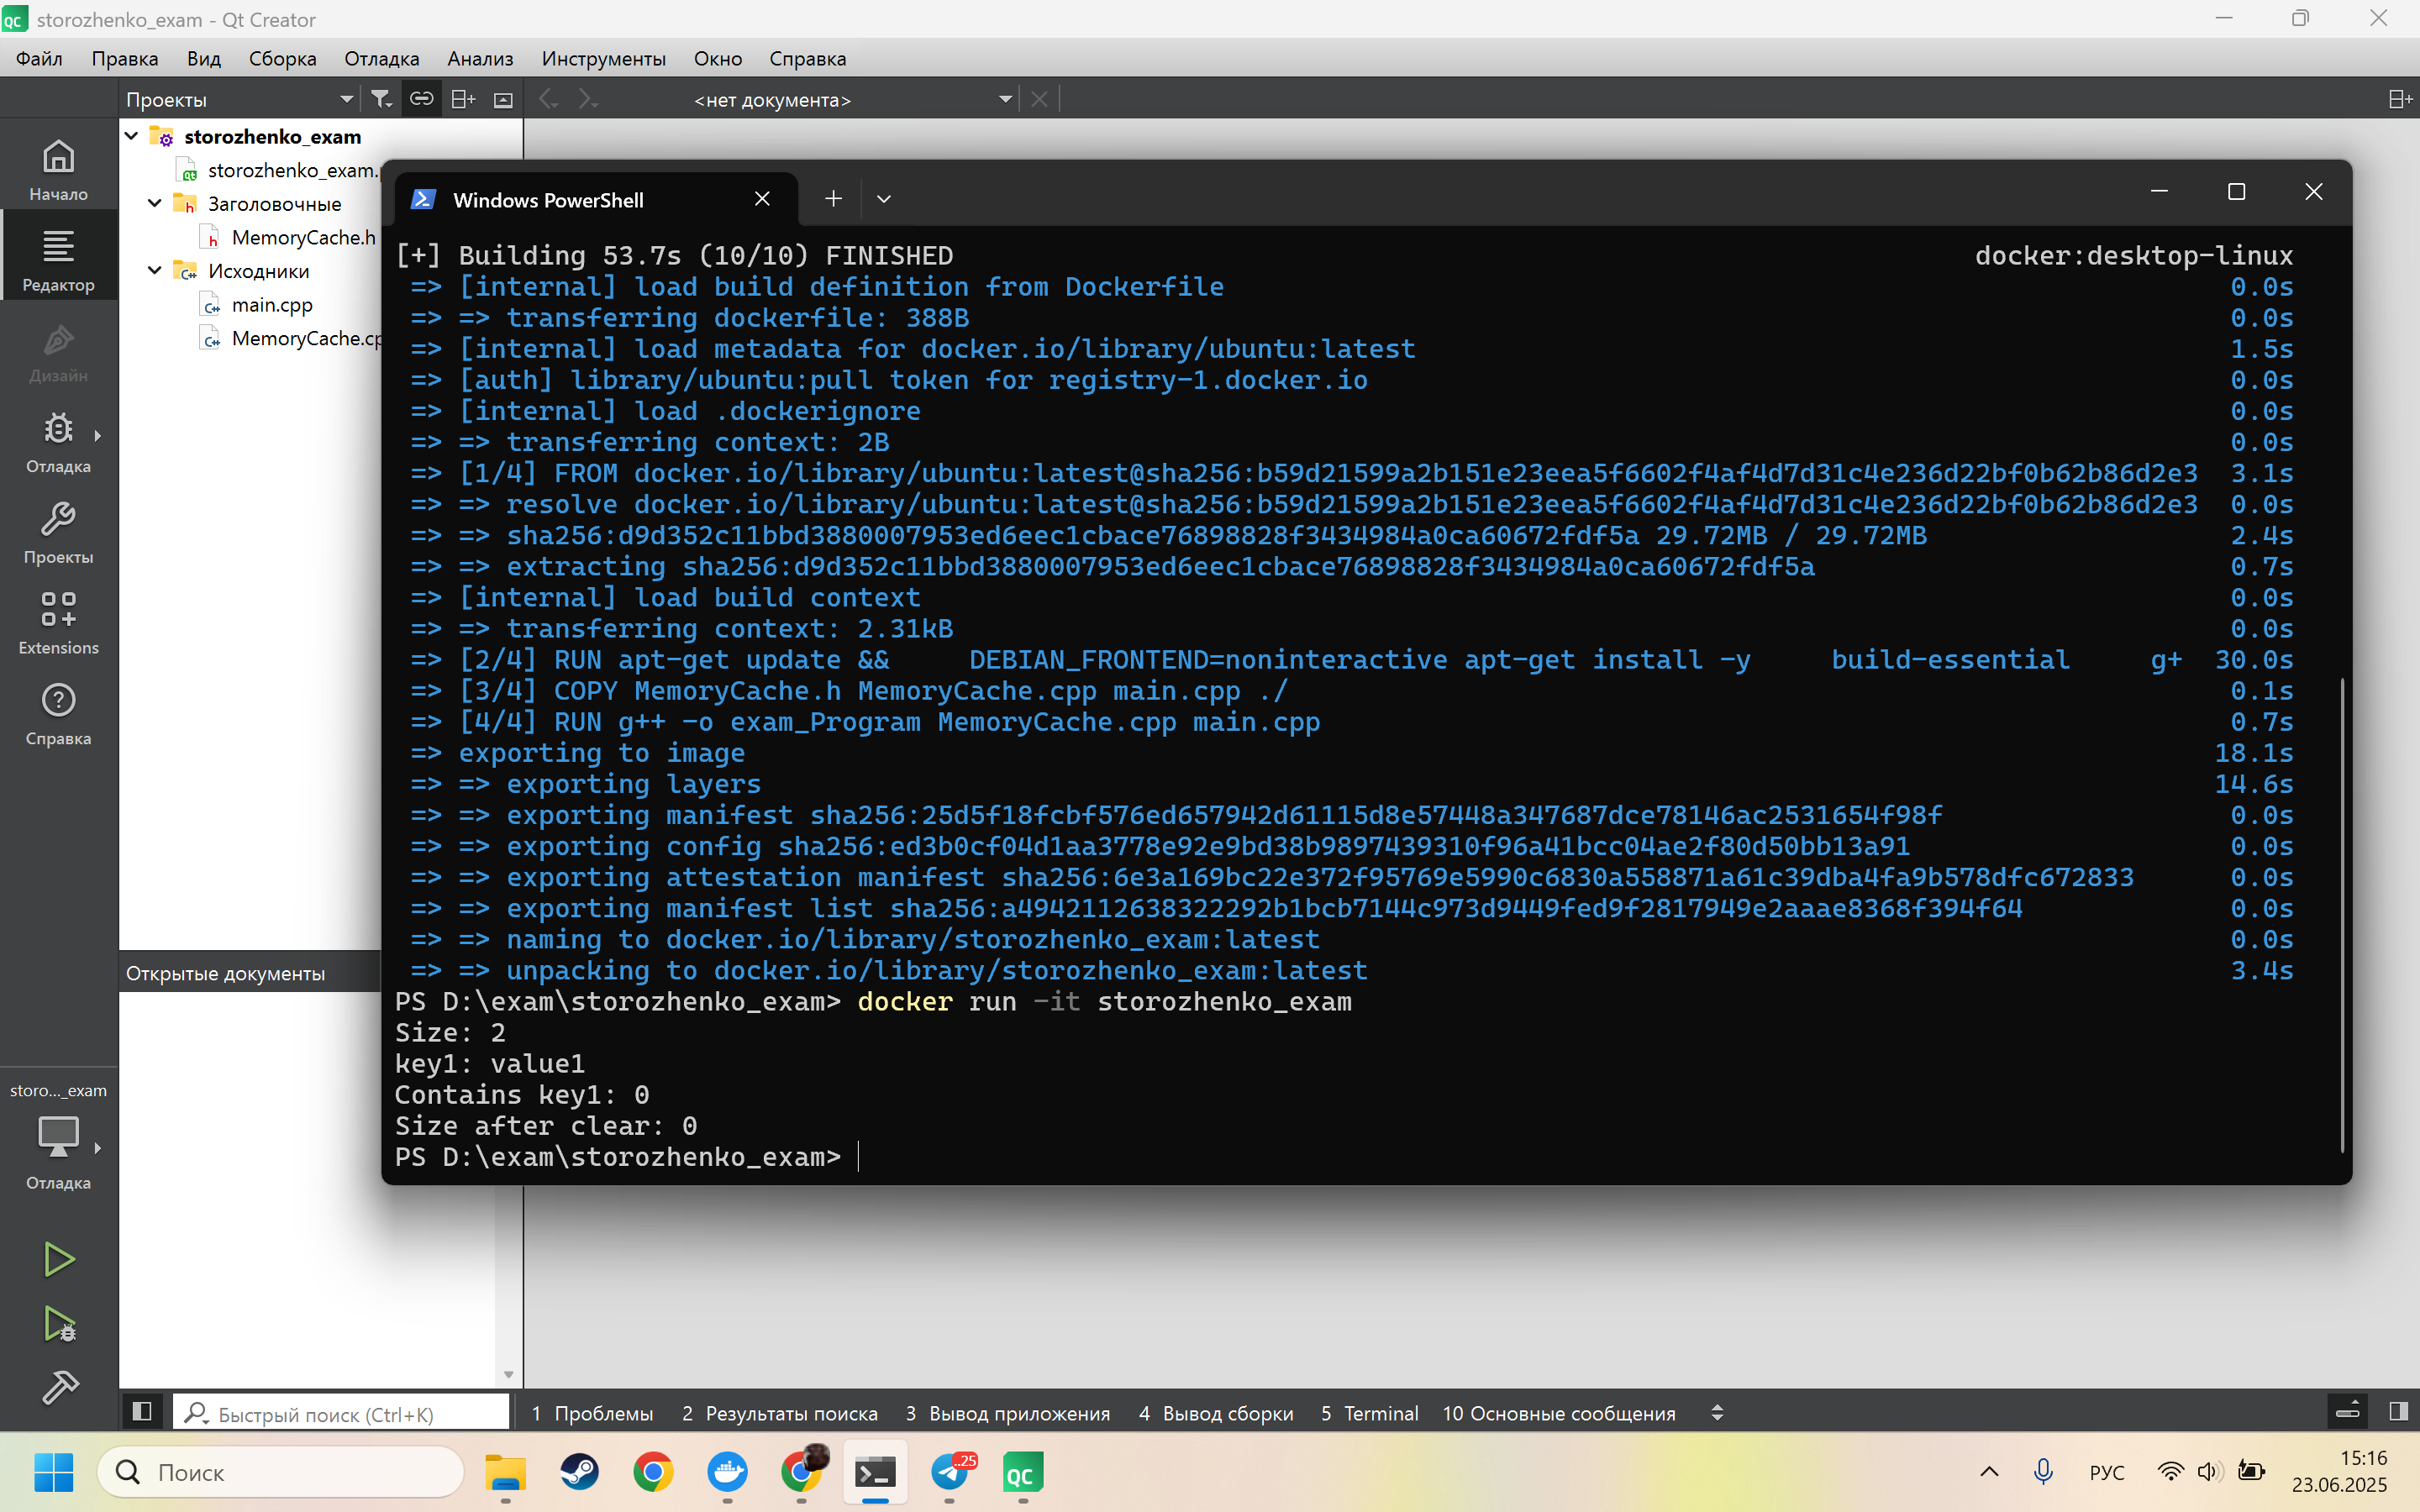 storozhenko_exam - Qt Creator
Файл Правка Вид Сборка Отладка Анализ Инструменты Окно Справка
Проекты
<нет документа>
Начало
Редактор
Дизайн
Отладка
Проекты
Extensions
Справка
storozhenko_exam
storozhenko_exam.
Заголовочные
MemoryCache.h
Исходники
main.cpp
MemoryCache.cp
Открытые документы
Windows PowerShell
[+] Building 53.7s (10/10) FINISHED docker:desktop-linux
=> [internal] load build definition from Dockerfile 0.0s
=> => transferring dockerfile: 388B 0.0s
=> [internal] load metadata for docker.io/library/ubuntu:latest 1.5s
=> [auth] library/ubuntu:pull token for registry-1.docker.io 0.0s
=> [internal] load .dockerignore 0.0s
=> => transferring context: 2B 0.0s
=> [1/4] FROM docker.io/library/ubuntu:latest@sha256:b59d21599a2b151e23eea5f6602f4af4d7d31c4e236d22bf0b62b86d2e3 3.1s
=> => resolve docker.io/library/ubuntu:latest@sha256:b59d21599a2b151e23eea5f6602f4af4d7d31c4e236d22bf0b62b86d2e3 0.0s
=> => sha256:d9d352c11bbd3880007953ed6eec1cbace76898828f3434984a0ca60672fdf5a 29.72MB / 29.72MB 2.4s
=> => extracting sha256:d9d352c11bbd3880007953ed6eec1cbace76898828f3434984a0ca60672fdf5a 0.7s
=> [internal] load build context 0.0s
=> => transferring context: 2.31kB 0.0s
=> [2/4] RUN apt-get update && DEBIAN_FRONTEND=noninteractive apt-get install -y build-essential g+ 30.0s
=> [3/4] COPY MemoryCache.h MemoryCache.cpp main.cpp ./ 0.1s
=> [4/4] RUN g++ -o exam_Program MemoryCache.cpp main.cpp 0.7s
=> exporting to image 18.1s
=> => exporting layers 14.6s
=> => exporting manifest sha256:25d5f18fcbf576ed657942d61115d8e57448a347687dce78146ac2531654f98f 0.0s
=> => exporting config sha256:ed3b0cf04d1aa3778e92e9bd38b9897439310f96a41bcc04ae2f80d50bb13a91 0.0s
=> => exporting attestation manifest sha256:6e3a169bc22e372f95769e5990c6830a558871a61c39dba4fa9b578dfc672833 0.0s
=> => exporting manifest list sha256:a4942112638322292b1bcb7144c973d9449fed9f2817949e2aaae8368f394f64 0.0s
=> => naming to docker.io/library/storozhenko_exam:latest 0.0s
=> => unpacking to docker.io/library/storozhenko_exam:latest 3.4s
PS D:\exam\storozhenko_exam> docker run -it storozhenko_exam
Size: 2
key1: value1
Contains key1: 0
Size after clear: 0
PS D:\exam\storozhenko_exam>
storo..._exam
Отладка
Быстрый поиск (Ctrl+K)
1 Проблемы 2 Результаты поиска 3 Вывод приложения 4 Вывод сборки 5 Terminal 10 Основные сообщения
Поиск
..25
QC
РУС
15:16
23.06.2025